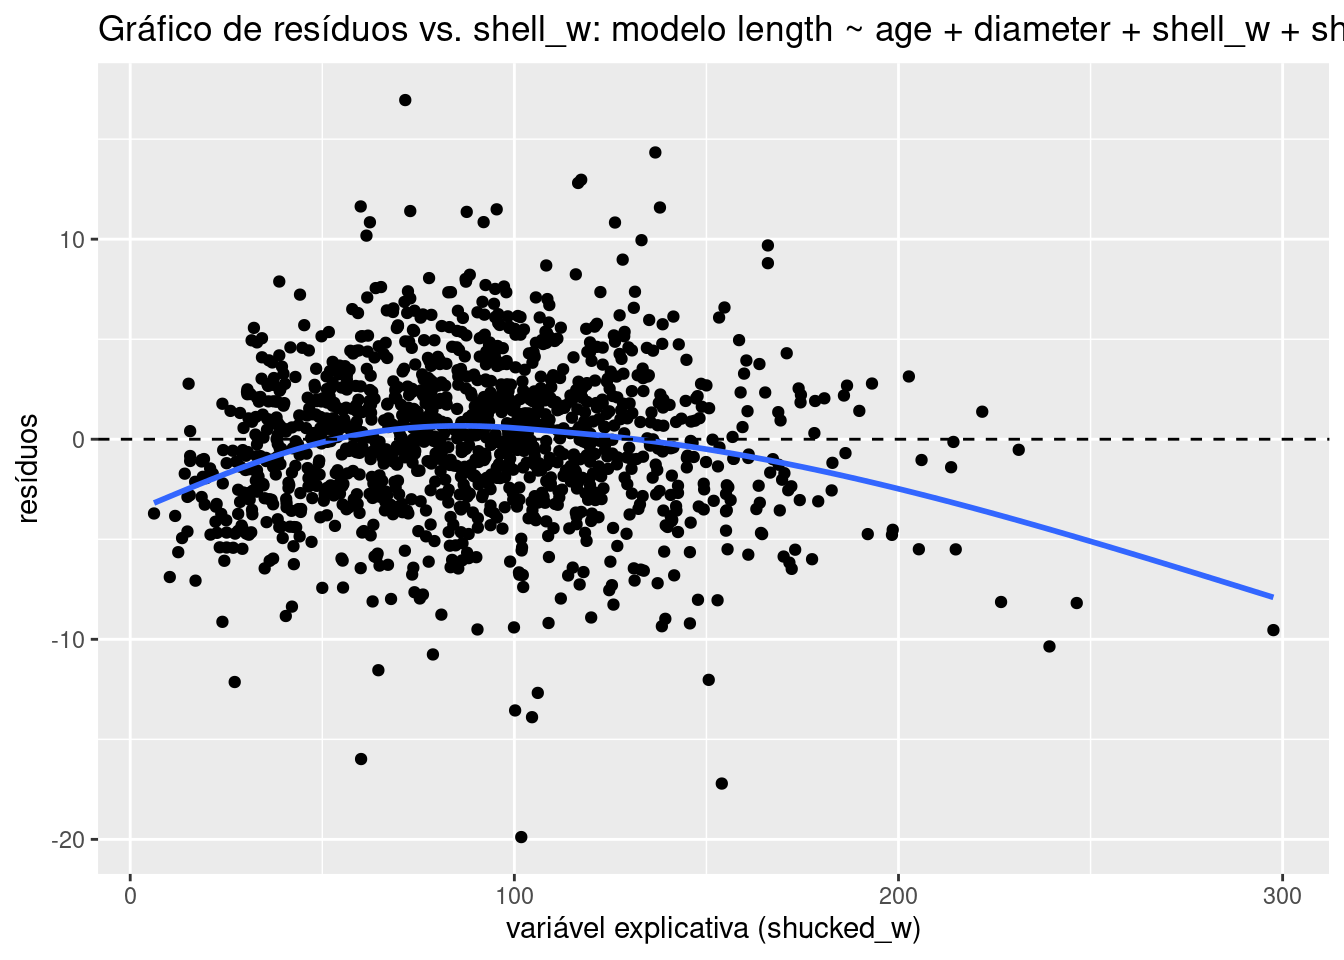 Gráfico de resíduos vs. shell_w: modelo length ~ age + diameter + shell_w + sh
resíduos
10
0
-10
-20
0
100
200
300
variável explicativa (shucked_w)